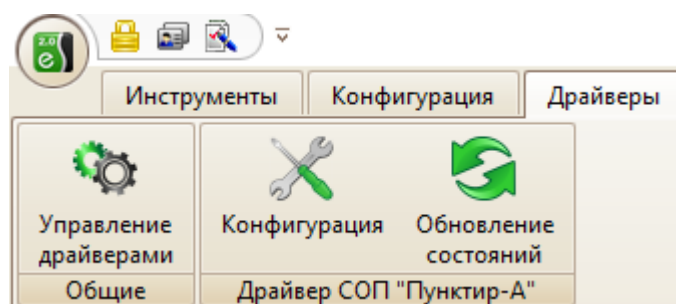 2.0
e
Инструменты Конфигурация Драйверы
Управление Конфигурация Обновление
драйверами состояний
Общие Драйвер СОП "Пунктир-А"